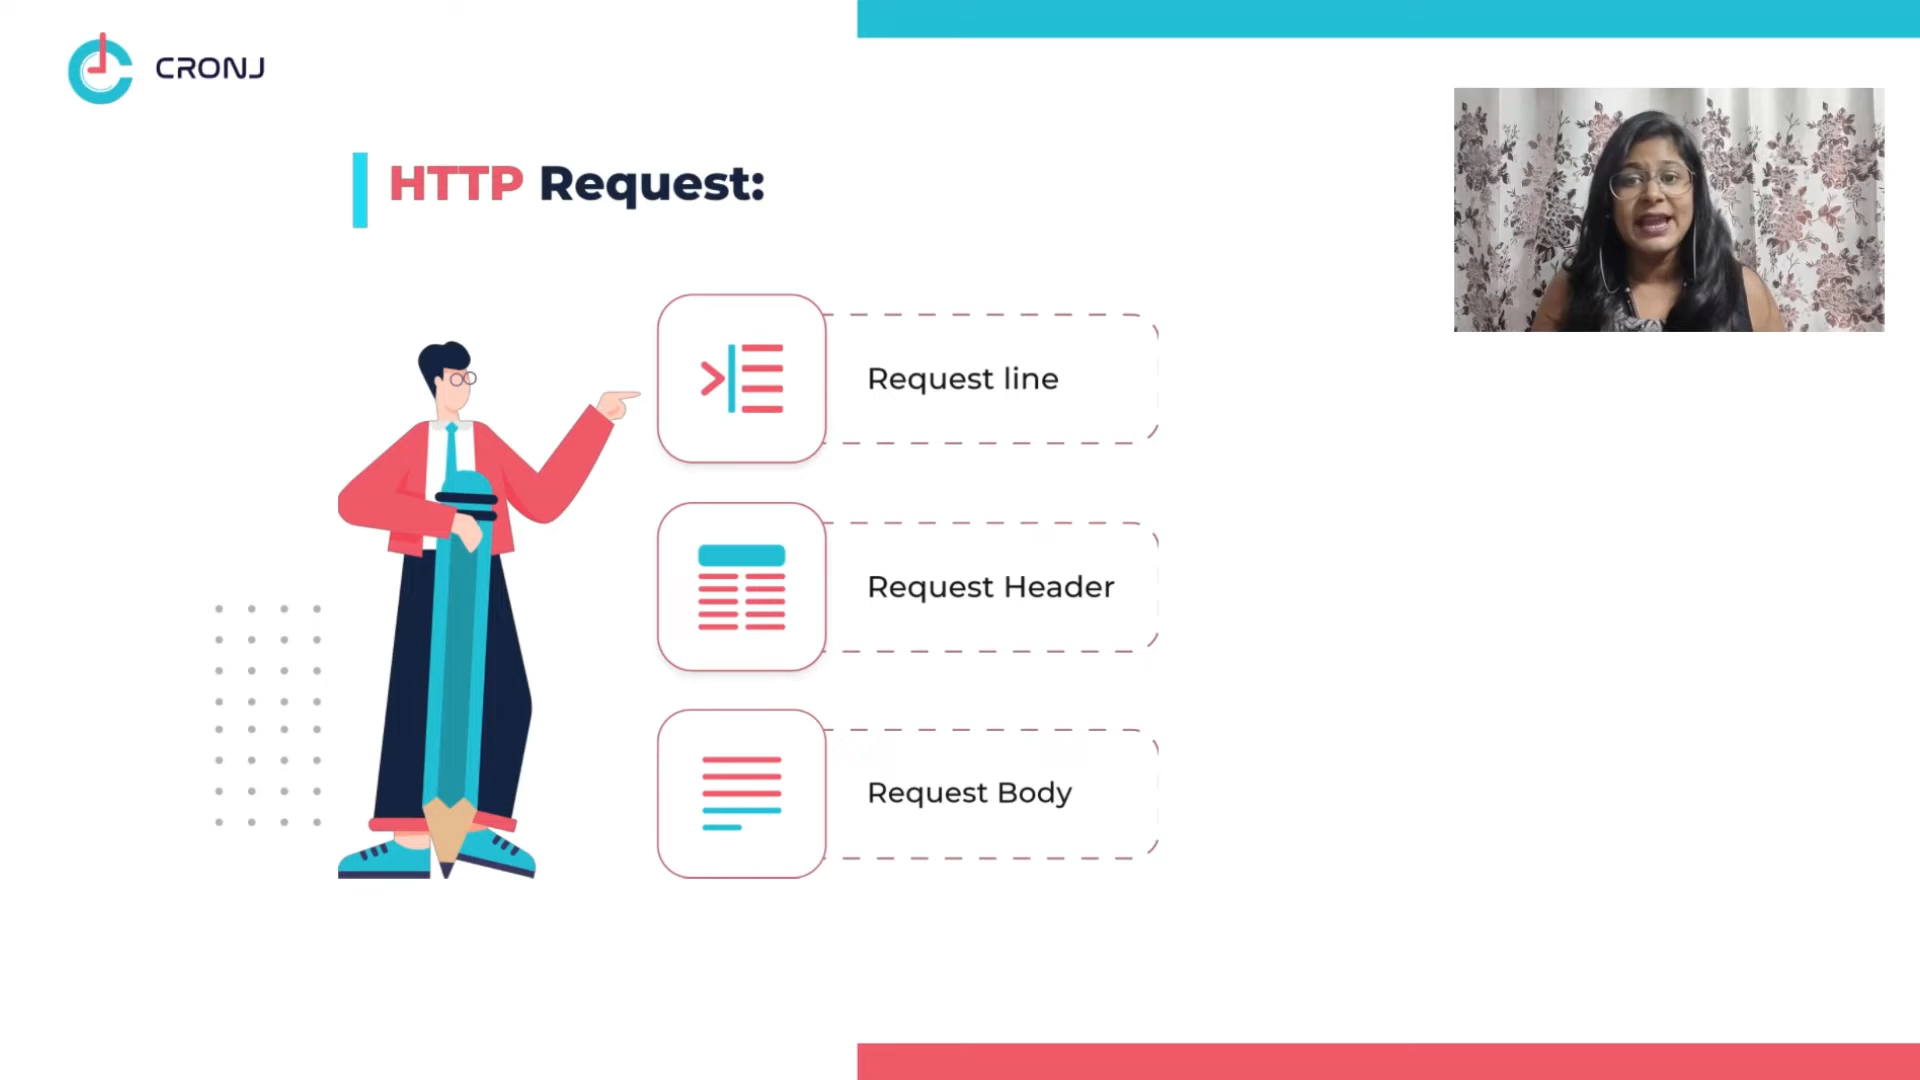 CRONJ
HTTP Request:
Request line
Request Header
Request Body